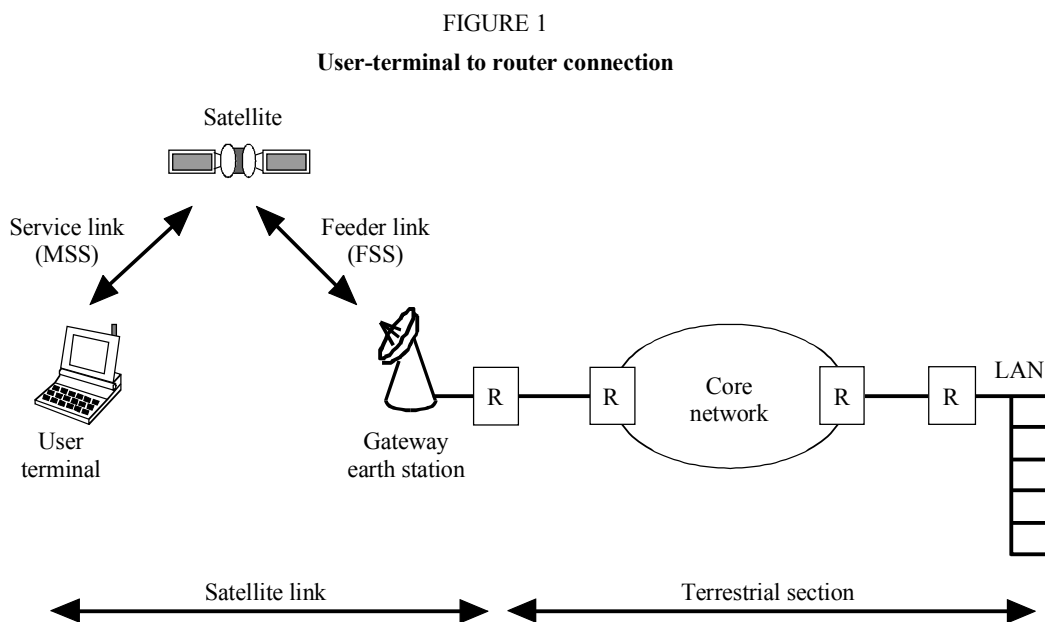 FIGURE 1
User-terminal to router connection
Satellite
Service link
(MSS)
Feeder link
(FSS)
User
terminal
Gateway
earth station
R
R
Core
network
R
R
LAN
Satellite link
Terrestrial section